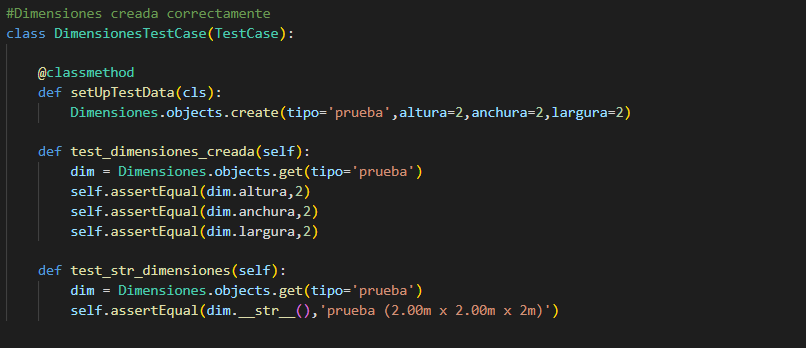 #Dimensiones creada correctamente
class DimensionesTestCase(TestCase):
@classmethod
def setUpTestData(cls):
Dimensiones.objects.create(tipo='prueba',altura=2,anchura=2,largura=2)
def test_dimensiones_creada(self):
dim = Dimensiones.objects.get(tipo='prueba')
self.assertEqual(dim.altura,2)
self.assertEqual(dim.anchura,2)
self.assertEqual(dim.largura,2)
def test_str_dimensiones(self):
dim = Dimensiones.objects.get(tipo='prueba')
self.assertEqual(dim.__str__(),'prueba (2.00m x 2.00m x 2m)')